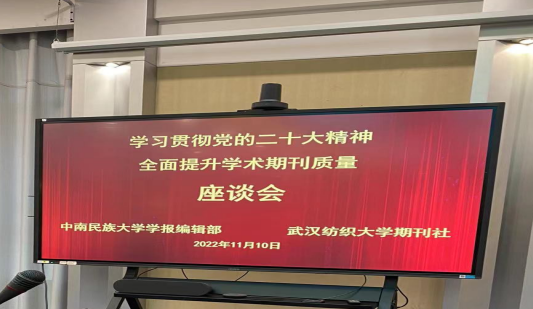 学习贯彻党的二十大精神
全面提升学术期刊质量
座谈会
中南民族大学学报编辑部 武汉纺织大学期刊社
2022年11月10日